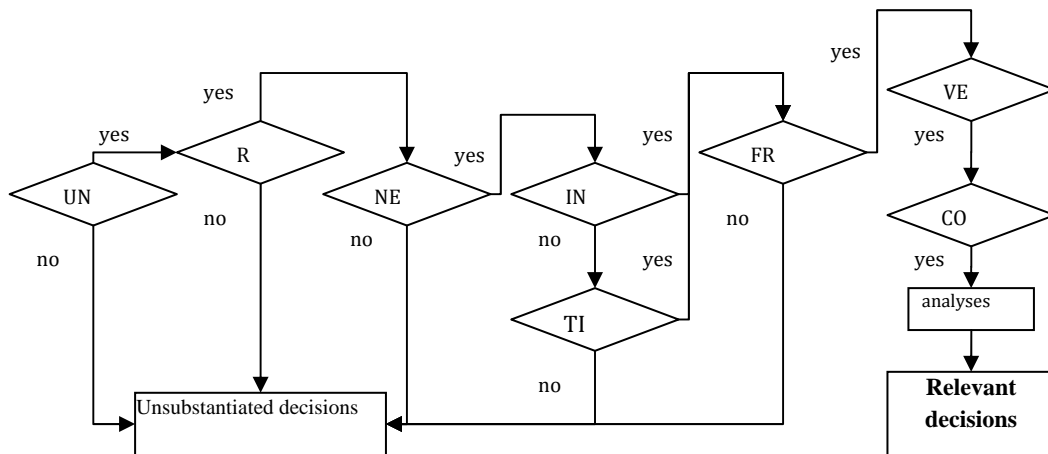 yes
VE
yes
yes
R
yes
FR
yes
yes
UN
NE
IN
no
no
no
no
no
yes
CO
yes
TI
analyses
no
Unsubstantiated decisions
Relevant
decisions